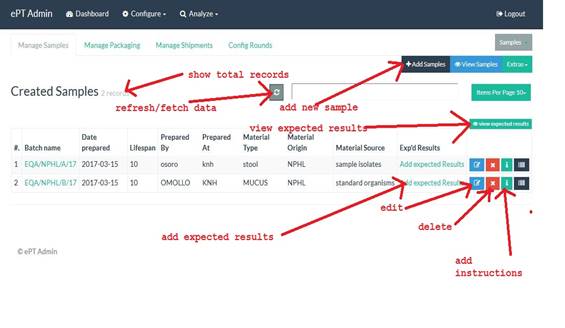 ePT Admin Dashboard Configure Analyze Logout
Manage Samples Manage Packaging Manage Shipments Config Rounds Samples
+Add Samples View Samples Extras
show total records
Created Samples 2 records Items Per Page 50
refresh/fetch data
add new sample
view expected results view expected results
#. Batch name Date prepared Lifespan Prepared By Prepared At Material Type Material Origin Material Source Exp'd Results
1 EQA/NPHL/A/17 2017-03-15 10 osoro knh stool NPHL sample isolates Add expected Results
2 EQA/NPHL/B/17 2017-03-15 10 OMOLLO KNH MUCUS NPHL standard organisms Add expected Results
edit
delete
add expected results
add
instructions
© ePT Admin